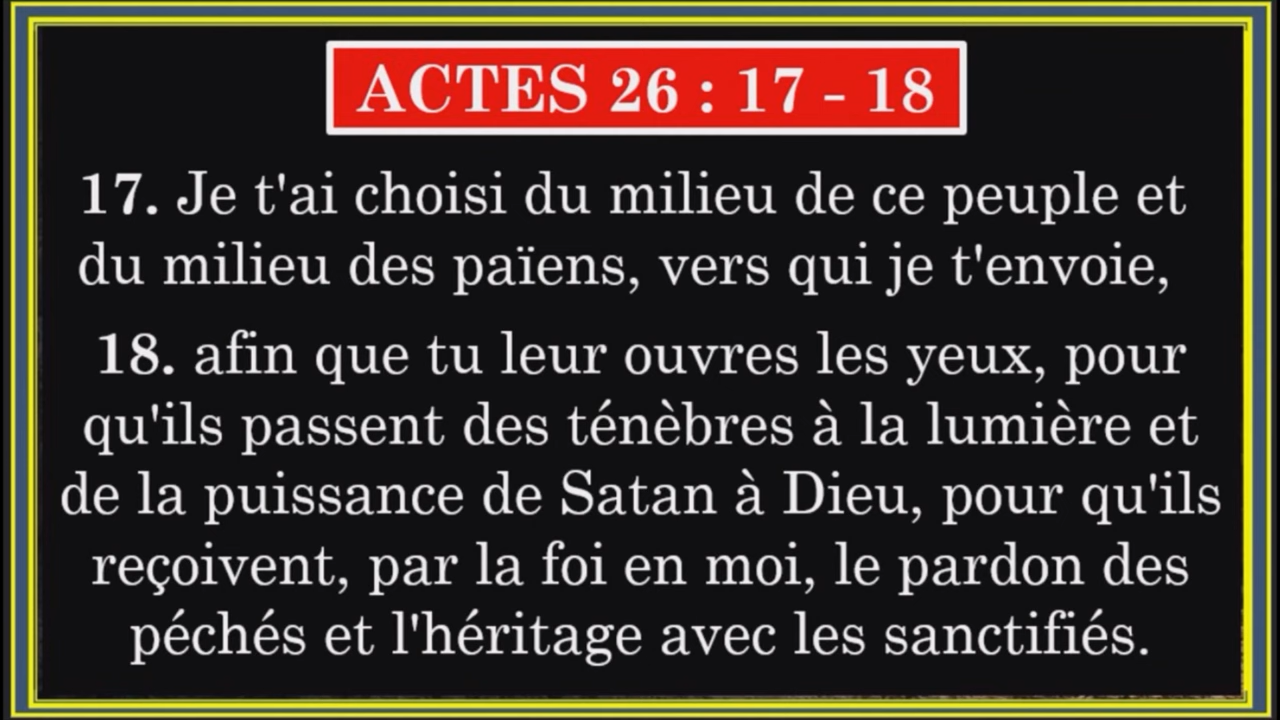 ACTES 26 : 17 - 18
17. Je t'ai choisi du milieu de ce peuple et
du milieu des païens, vers qui je t'envoie,
18. afin que tu leur ouvres les yeux, pour
qu'ils passent des ténèbres à la lumière et
de la puissance de Satan à Dieu, pour qu'ils
reçoivent, par la foi en moi, le pardon des
péchés et l'héritage avec les sanctifiés.